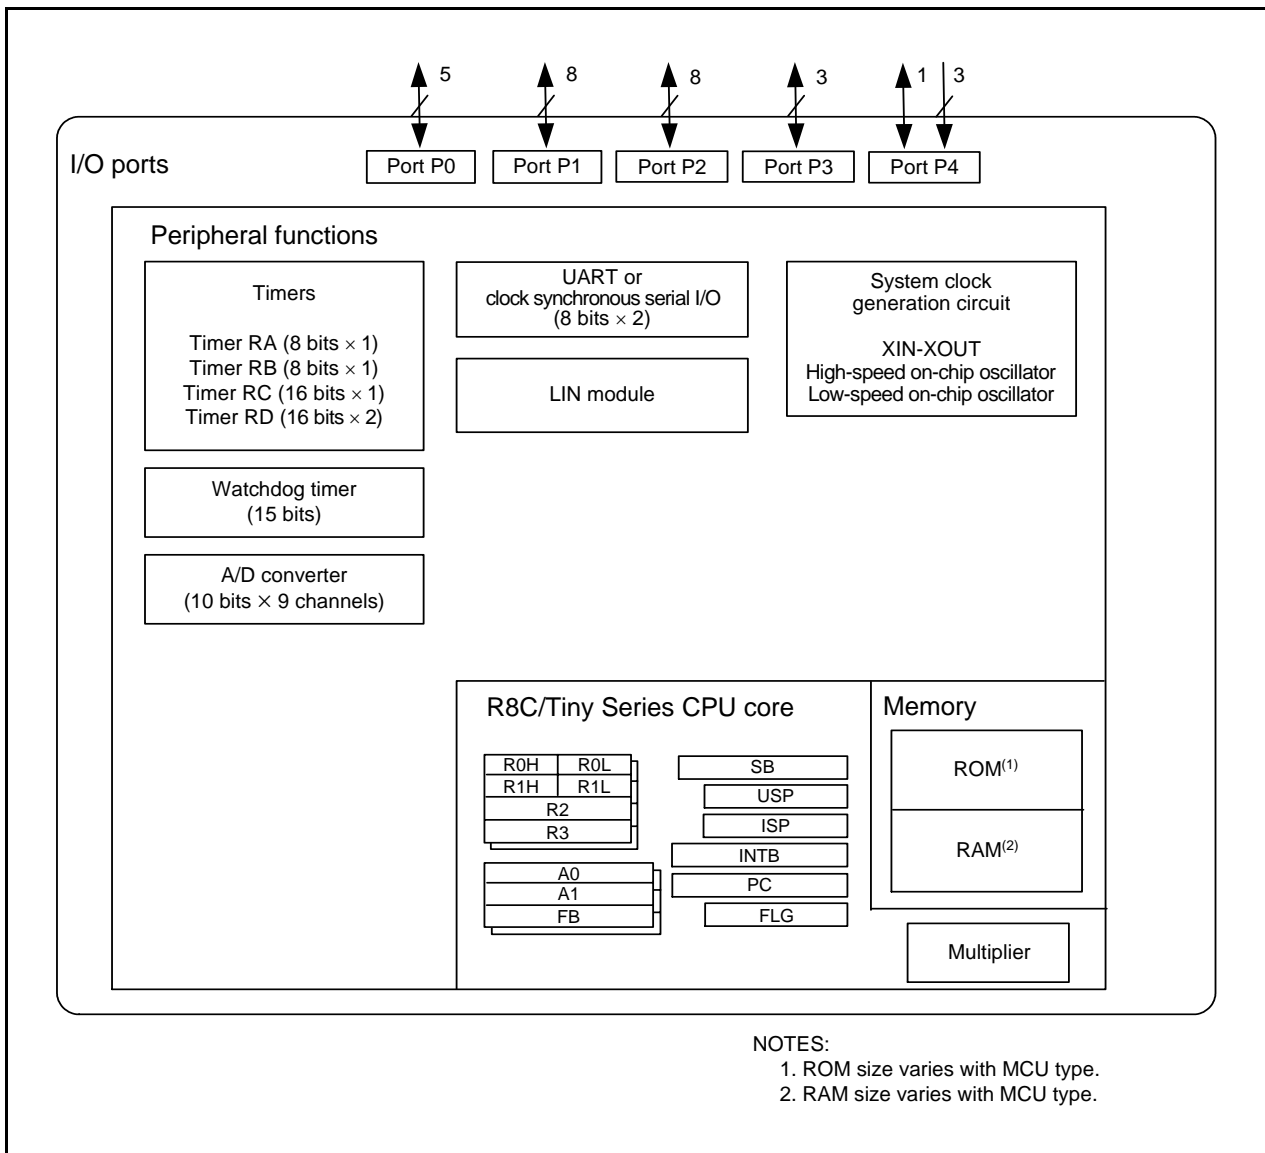 5 8 8 3 1 3
I/O ports
Port P0 Port P1 Port P2 Port P3 Port P4
Peripheral functions
Timers
Timer RA (8 bits × 1)
Timer RB (8 bits × 1)
Timer RC (16 bits × 1)
Timer RD (16 bits × 2)
UART or
clock synchronous serial I/O
(8 bits × 2)
System clock
generation circuit
XIN-XOUT
High-speed on-chip oscillator
Low-speed on-chip oscillator
LIN module
Watchdog timer
(15 bits)
A/D converter
(10 bits × 9 channels)
R8C/Tiny Series CPU core
R0H R0L
R1H R1L
R2
R3
A0
A1
FB
SB
USP
ISP
INTB
PC
FLG
Memory
ROM(1)
RAM(2)
Multiplier
NOTES:
1. ROM size varies with MCU type.
2. RAM size varies with MCU type.